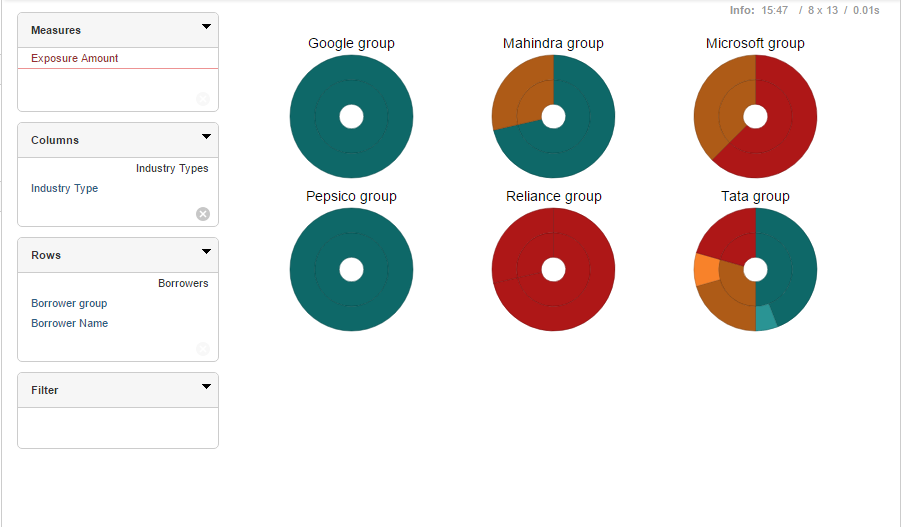 Info: 15:47 / 8 x 13 / 0.01s
Measures
Exposure Amount
Columns
Industry Types
Industry Type
Rows
Borrowers
Borrower group
Borrower Name
Filter
Google group
Mahindra group
Microsoft group
Pepsico group
Reliance group
Tata group